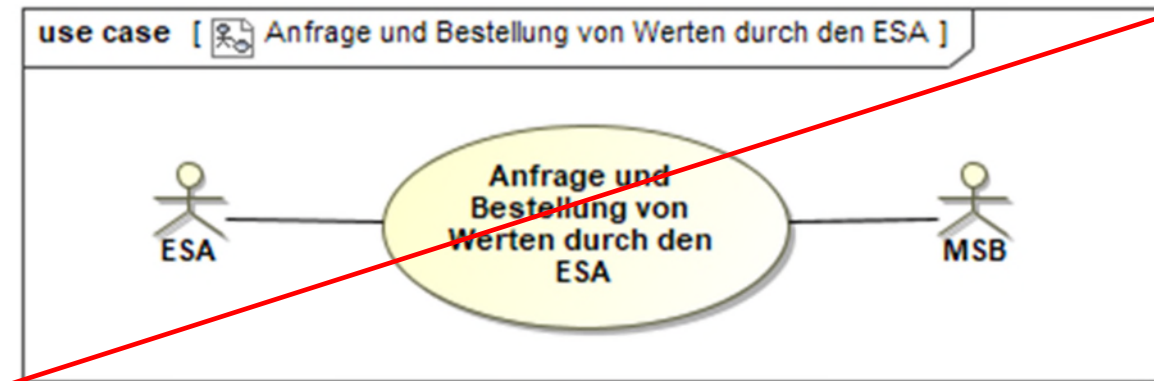 use case [ Anfrage und Bestellung von Werten durch den ESA ]
Anfrage und
Bestellung von
Werten durch den
ESA
ESA
MSB